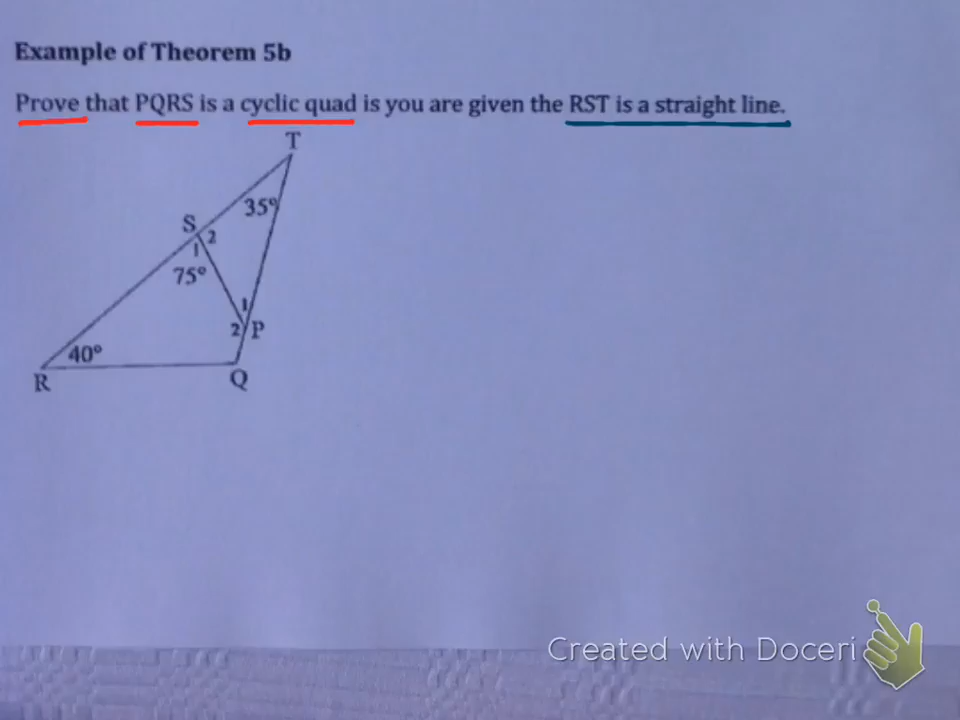 Example of Theorem 5b
Prove that PQRS is a cyclic quad is you are given the RST is a straight line.
T
35°
S
2
1
75°
1
2
P
40°
R
Q
Created with Doceri